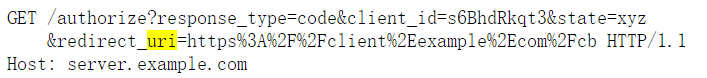 GET /authorize?response_type=code&client_id=s6BhdRkqt3&state=xyz
&redirect_uri=https%3A%2F%2Fclient%2Eexample%2Ecom%2Fcb HTTP/1.1
Host: server.example.com